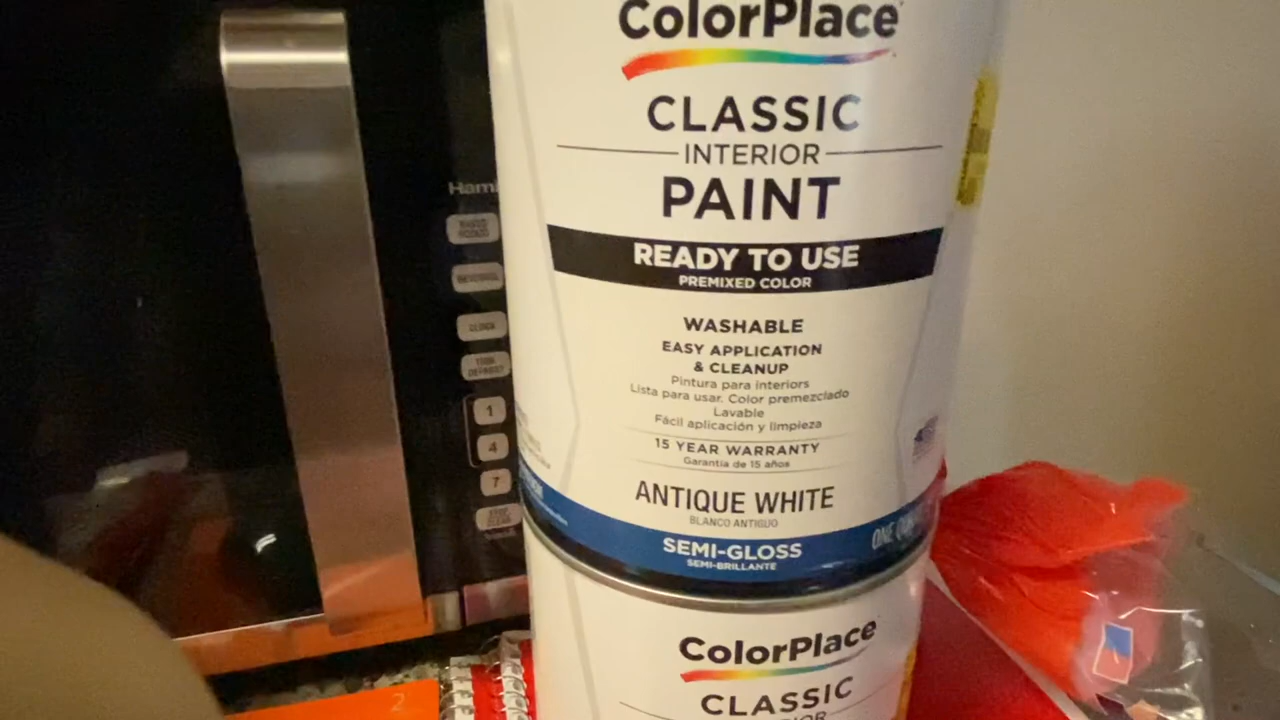 ColorPlace
CLASSIC
INTERIOR
PAINT
READY TO USE
PREMIXED COLOR
WASHABLE
EASY APPLICATION
& CLEANUP
Pintura para interiors
Lista para usar. Color premezclado
Lavable
Fácil aplicación y limpieza
15 YEAR WARRANTY
Garantía de 15 años
ANTIQUE WHITE
BLANCO ANTIGUO
SEMI-GLOSS
SEMI-BRILLANTE
ONE
ColorPlace
CLASSIC
CLOCK
1
4
7
2